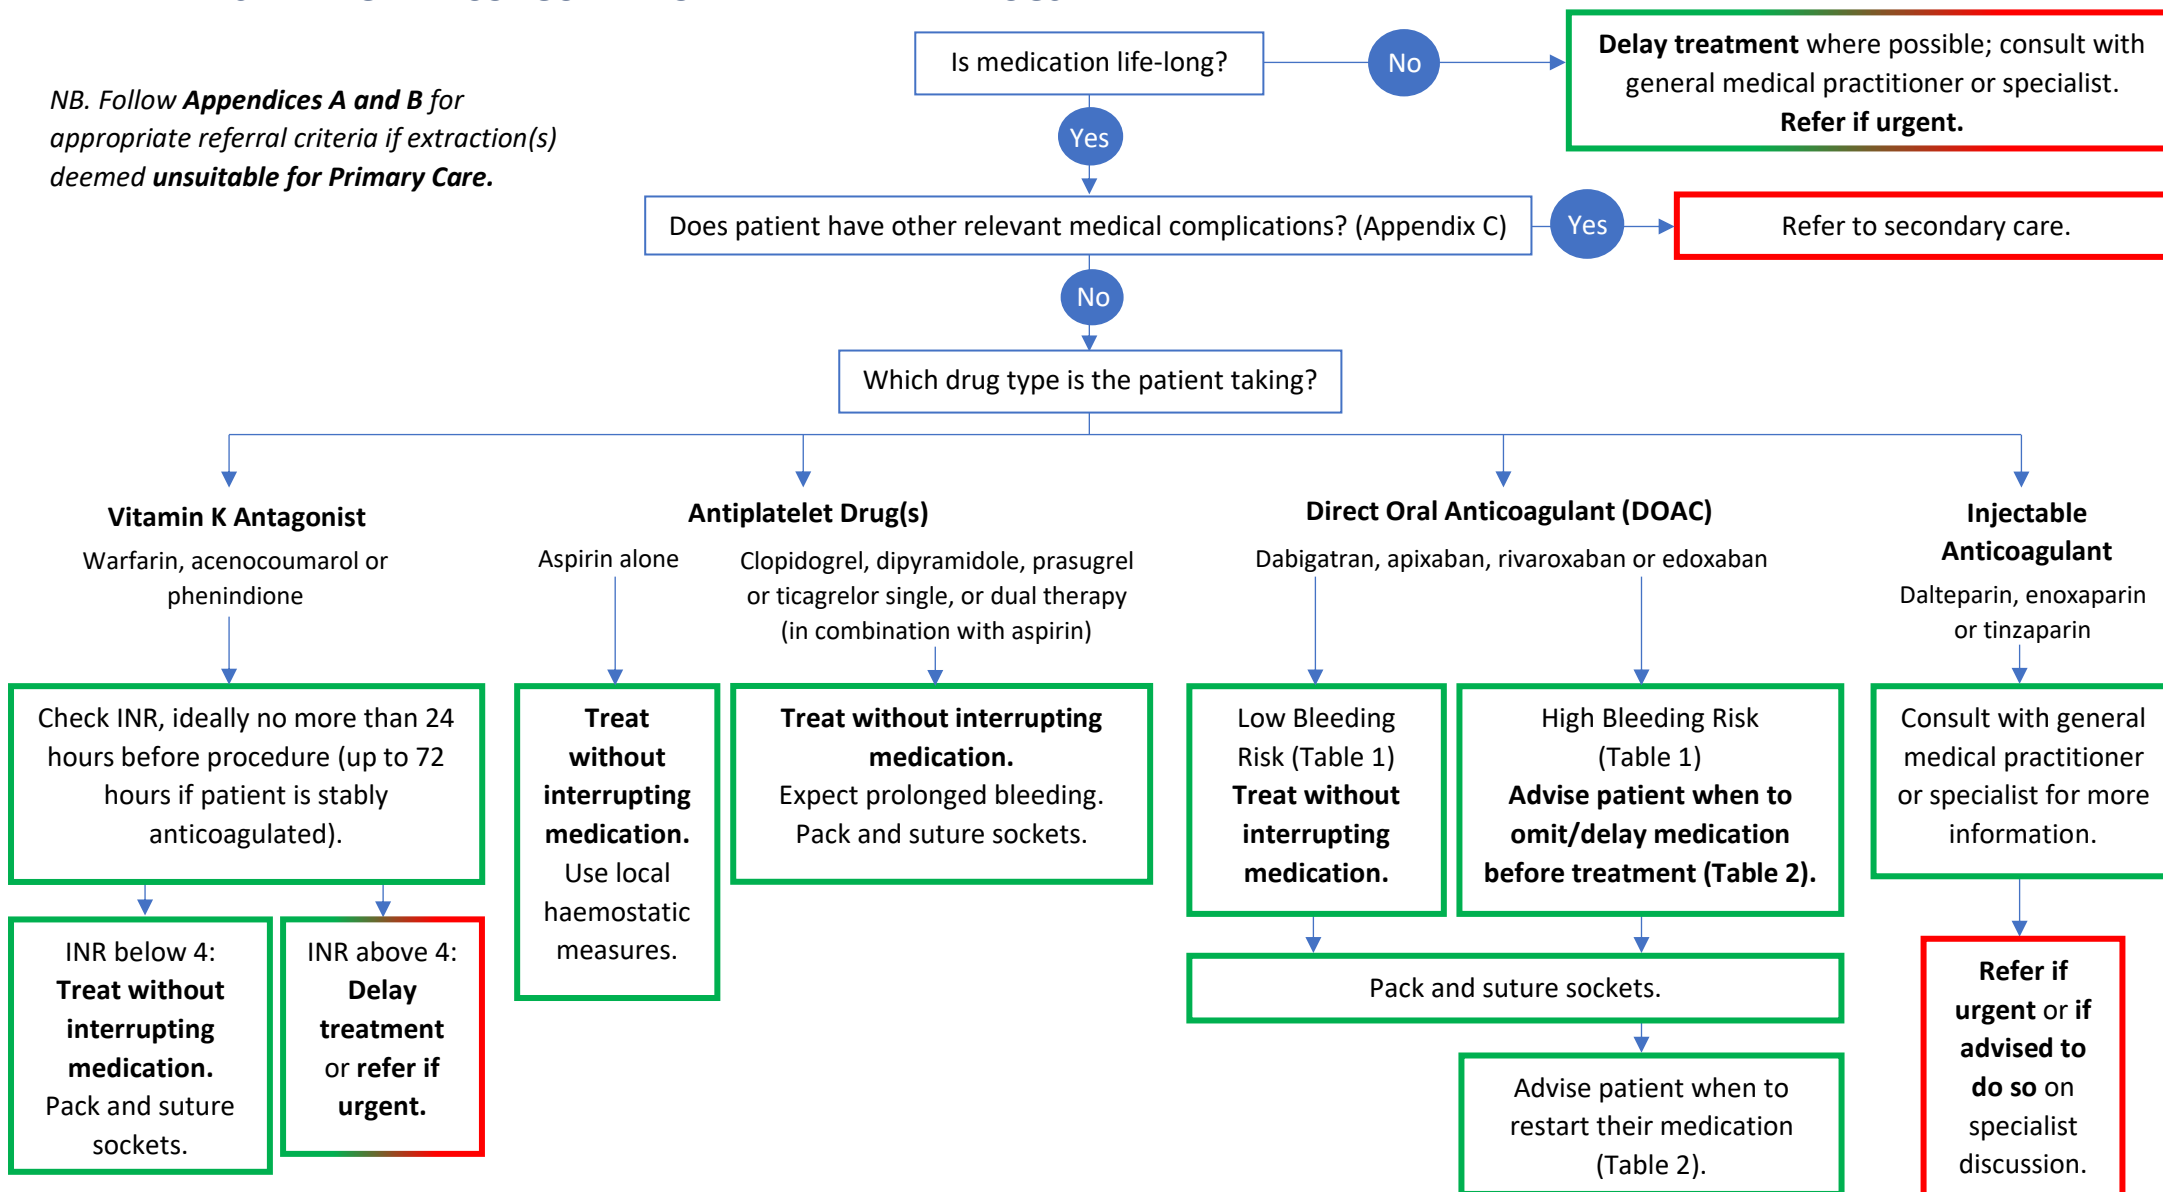 Is medication life-long?
No
Delay treatment where possible; consult with
general medical practitioner or specialist.
Refer if urgent.
NB. Follow Appendices A and B for
appropriate referral criteria if extraction(s)
deemed unsuitable for Primary Care.
Yes
Does patient have other relevant medical complications? (Appendix C)
Yes
Refer to secondary care.
No
Which drug type is the patient taking?
Vitamin K Antagonist
Warfarin, acenocoumarol or
phenindione
Check INR, ideally no more than 24
hours before procedure (up to 72
hours if patient is stably
anticoagulated).
INR below 4:
Treat without
interrupting
medication.
Pack and suture
sockets.
INR above 4:
Delay
treatment
or refer if
urgent.
Antiplatelet Drug(s)
Aspirin alone
Treat
without
interrupting
medication.
Use local
haemostatic
measures.
Clopidogrel, dipyramidole, prasugrel
or ticagrelor single, or dual therapy
(in combination with aspirin)
Treat without interrupting
medication.
Expect prolonged bleeding.
Pack and suture sockets.
Direct Oral Anticoagulant (DOAC)
Dabigatran, apixaban, rivaroxaban or edoxaban
Low Bleeding
Risk (Table 1)
Treat without
interrupting
medication.
High Bleeding Risk
(Table 1)
Advise patient when to
omit/delay medication
before treatment (Table 2).
Pack and suture sockets.
Advise patient when to
restart their medication
(Table 2).
Injectable
Anticoagulant
Dalteparin, enoxaparin
or tinzaparin
Consult with general
medical practitioner
or specialist for more
information.
Refer if
urgent or if
advised to
do so on
specialist
discussion.